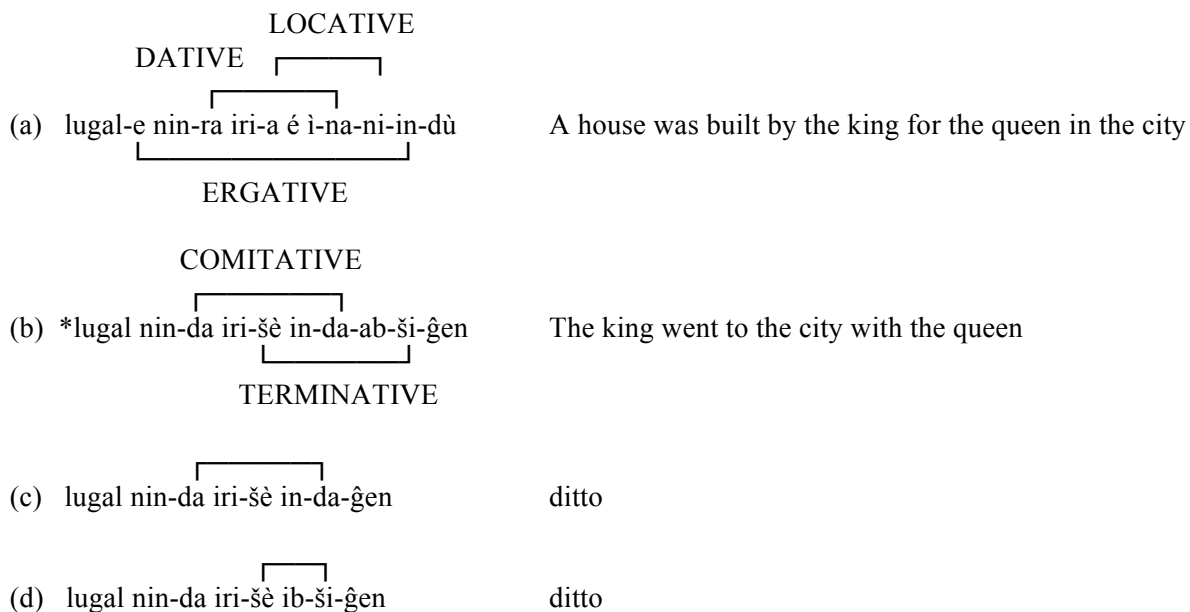 LOCATIVE
DATIVE
(a) lugal-e nin-ra iri-a é ì-na-ni-in-dù A house was built by the king for the queen in the city
ERGATIVE
COMITATIVE
(b) *lugal nin-da iri-šè in-da-ab-ši-ĝen The king went to the city with the queen
TERMINATIVE
(c) lugal nin-da iri-šè in-da-ĝen ditto
(d) lugal nin-da iri-šè ib-ši-ĝen ditto